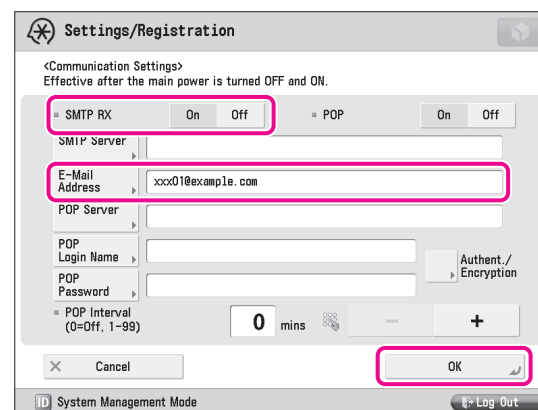 Settings/Registration
<Communication Settings>
Effective after the main power is turned OFF and ON.
SMTP RX On Off POP On Off
SMTP Server
E-Mail Address xxx01@example.com
POP Server
POP Login Name
Authent./ Encryption
POP Password
POP Interval (0=Off, 1-99) 0 mins − +
× Cancel OK
ID System Management Mode Log Out